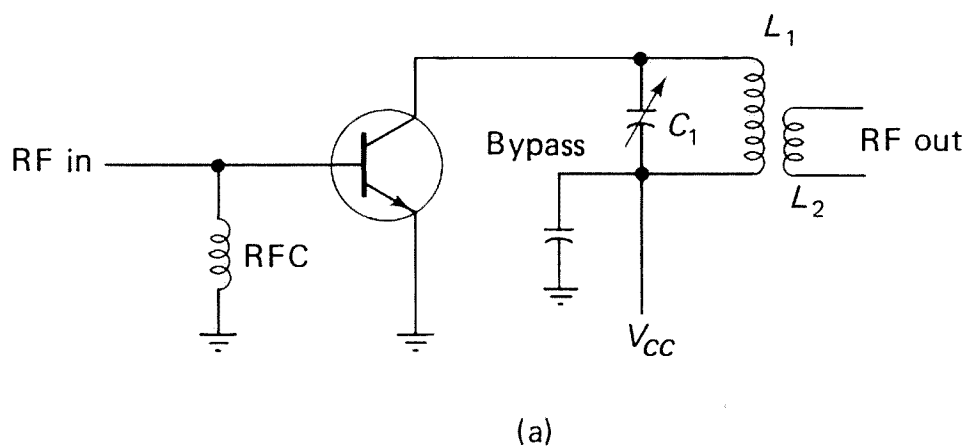 L1
RF in
Bypass
C1
RF out
L2
RFC
VCC
(a)